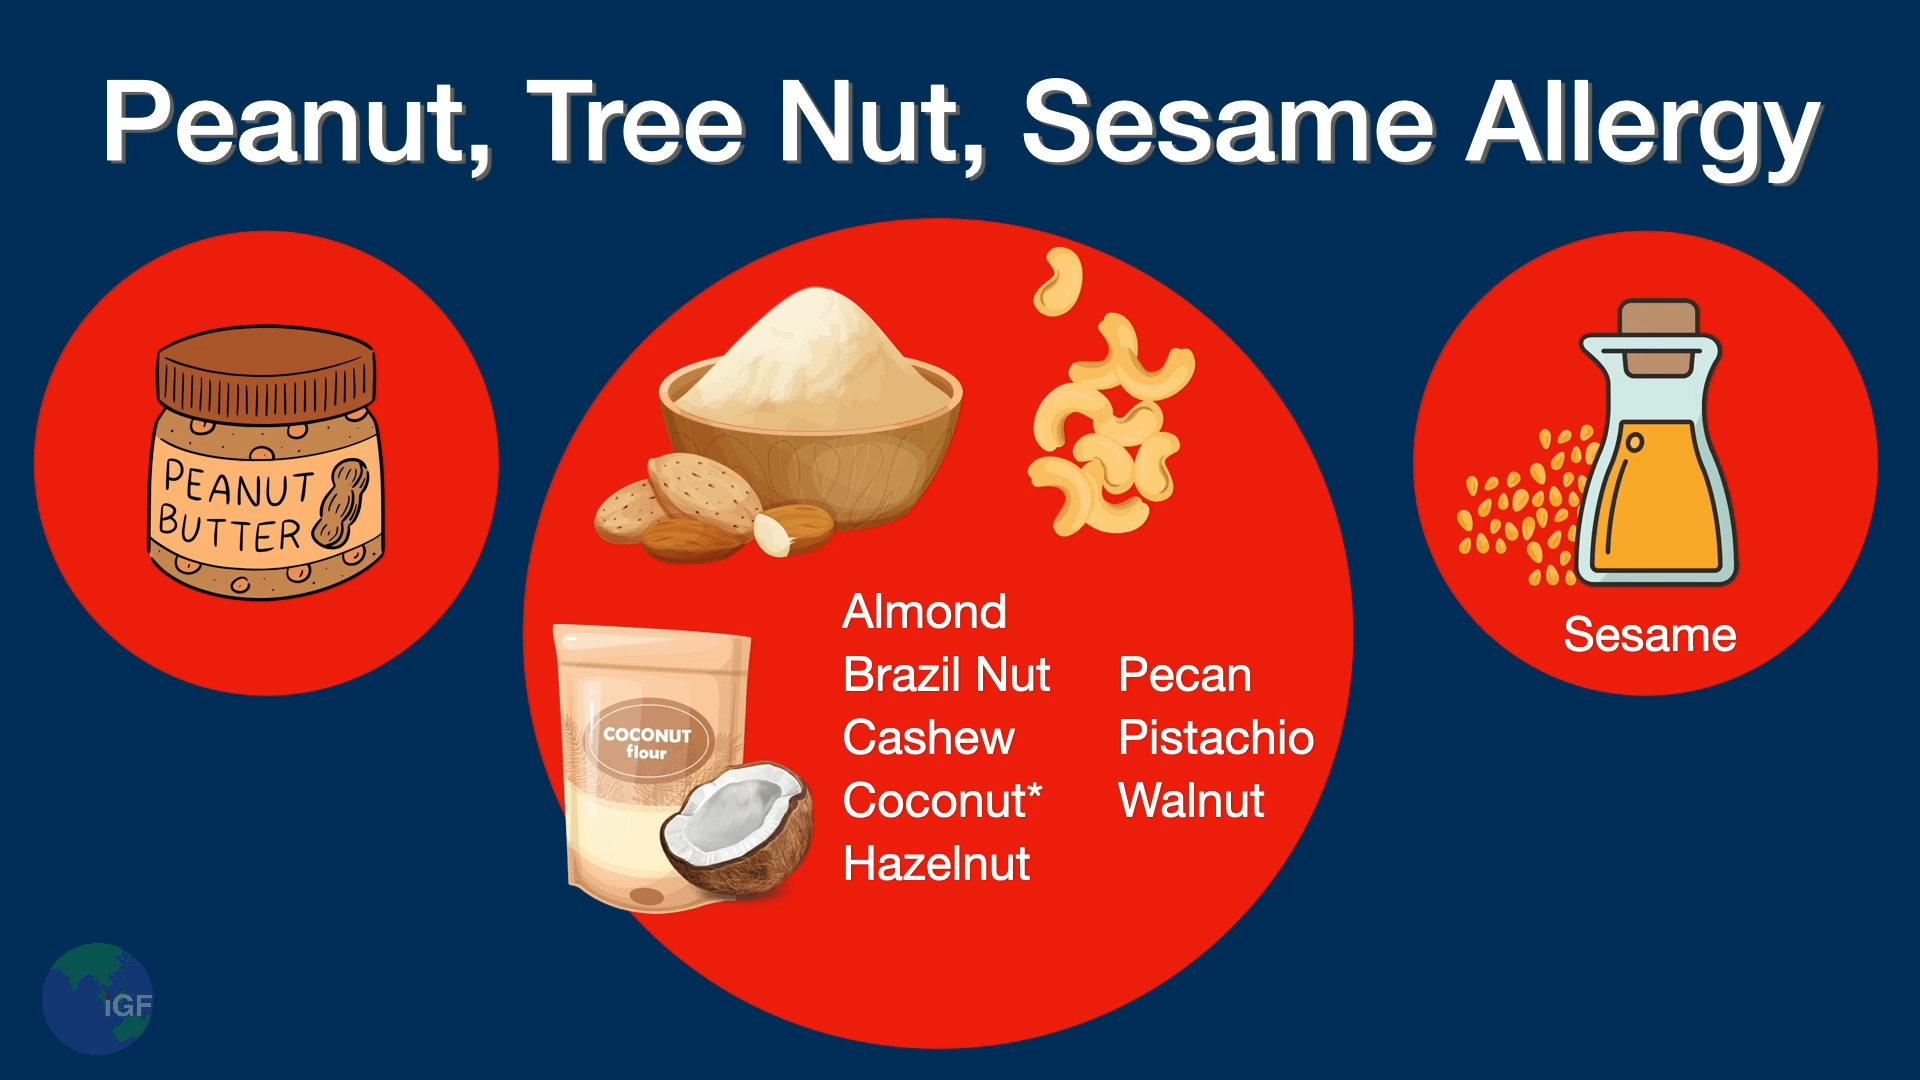 Peanut, Tree Nut, Sesame Allergy
PEANUT
BUTTER
COCONUT
flour
Almond
Brazil Nut
Cashew
Coconut*
Hazelnut
Pecan
Pistachio
Walnut
Sesame
iGF